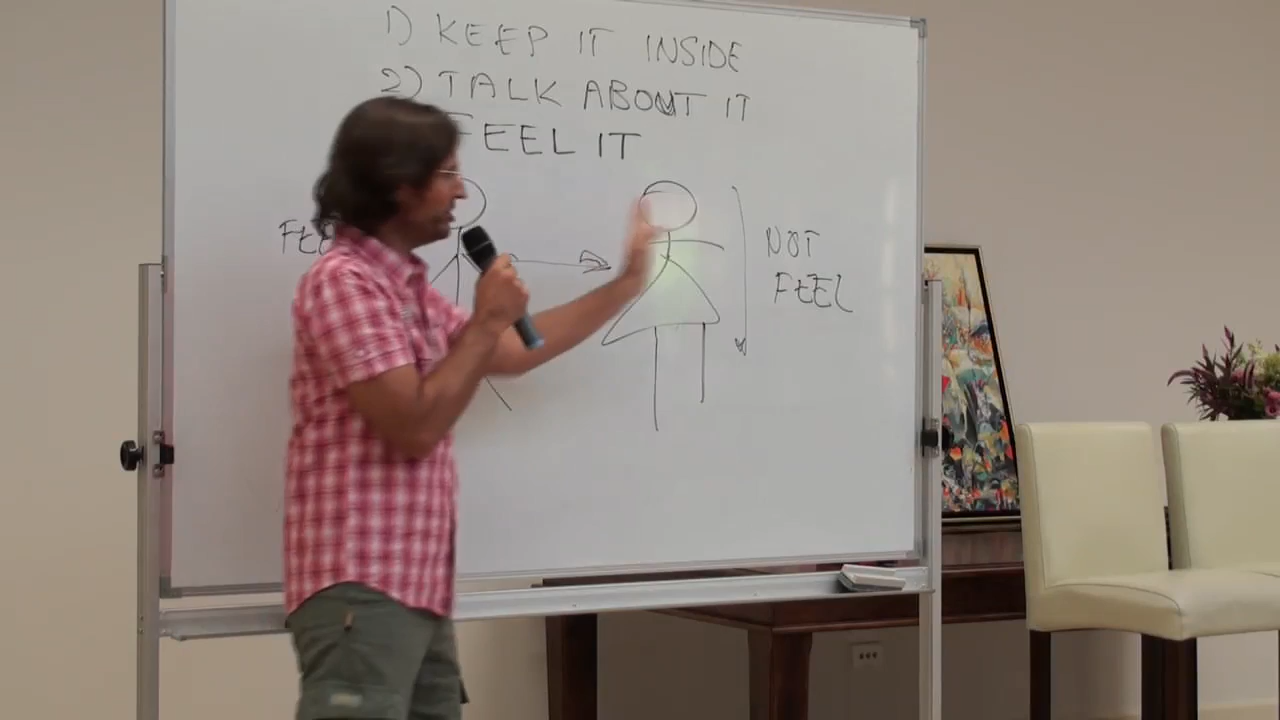 1) KEEP IT INSIDE
2) TALK ABOUT IT
FEEL IT
NOT
FEEL